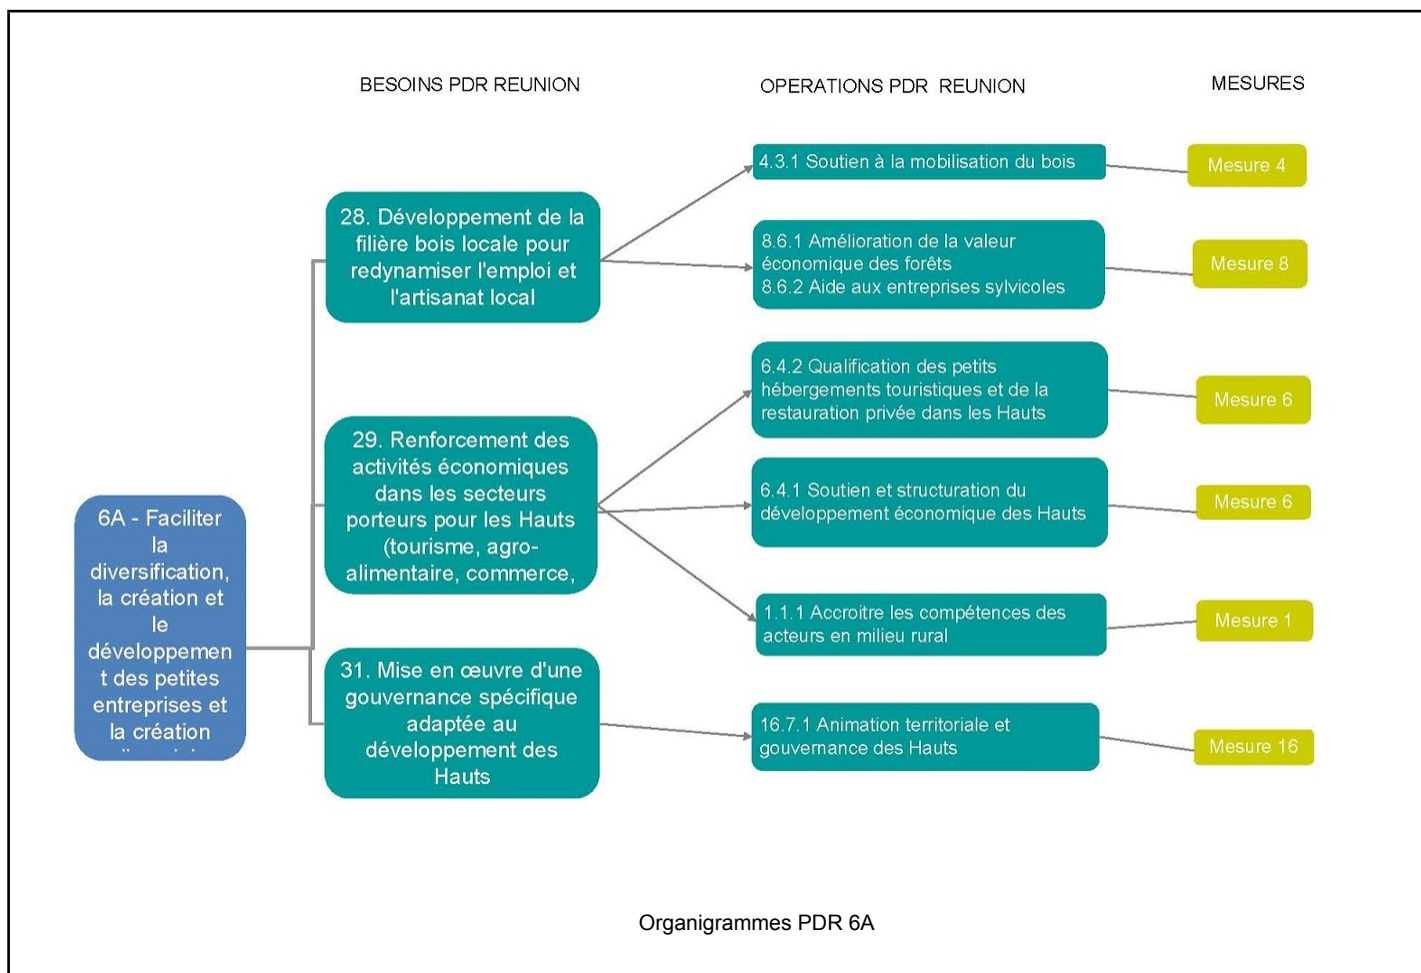 BESOINS PDR REUNION
OPERATIONS PDR  REUNION
MESURES
6A - Faciliter
la
diversification,
la création et
le
développemen
t des petites
entreprises et
la création
28. Développement de la
filière bois locale pour
redynamiser l'emploi et
l'artisanat local
29. Renforcement des
activités économiques
dans les secteurs
porteurs pour les Hauts
(tourisme, agro-
alimentaire, commerce,
31. Mise en œuvre d'une
gouvernance spécifique
adaptée au
développement des
Hauts
4.3.1 Soutien à la mobilisation du bois
8.6.1 Amélioration de la valeur
économique des forêts
8.6.2 Aide aux entreprises sylvicoles
6.4.2 Qualification des petits
hébergements touristiques et de la
restauration privée dans les Hauts
6.4.1 Soutien et structuration du
développement économique des Hauts
1.1.1 Accroitre les compétences des
acteurs en milieu rural
16.7.1 Animation territoriale et
gouvernance des Hauts
Mesure 4
Mesure 8
Mesure 6
Mesure 6
Mesure 1
Mesure 16
Organigrammes PDR 6A